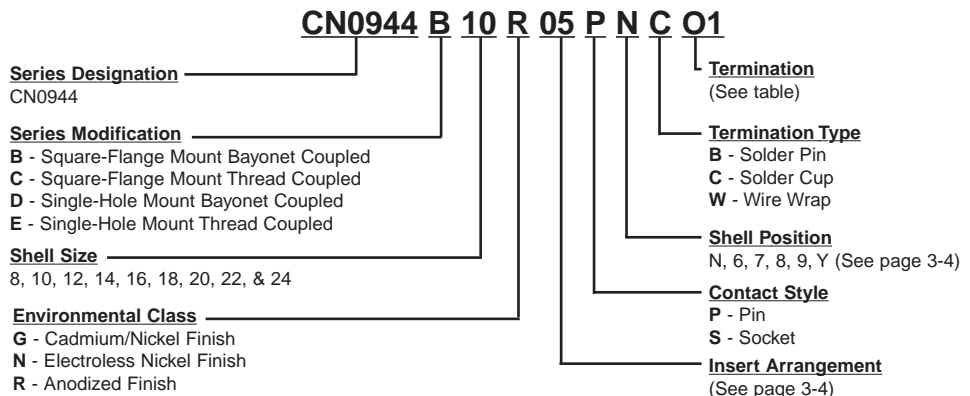 CN0944 B 10 R 05 P N C O1
Series Designation
CN0944
Series Modification
B - Square-Flange Mount Bayonet Coupled
C - Square-Flange Mount Thread Coupled
D - Single-Hole Mount Bayonet Coupled
E - Single-Hole Mount Thread Coupled
Shell Size
8, 10, 12, 14, 16, 18, 20, 22, & 24
Environmental Class
G - Cadmium/Nickel Finish
N - Electroless Nickel Finish
R - Anodized Finish
Termination
(See table)
Termination Type
B - Solder Pin
C - Solder Cup
W - Wire Wrap
Shell Position
N, 6, 7, 8, 9, Y (See page 3-4)
Contact Style
P - Pin
S - Socket
Insert Arrangement
(See page 3-4)